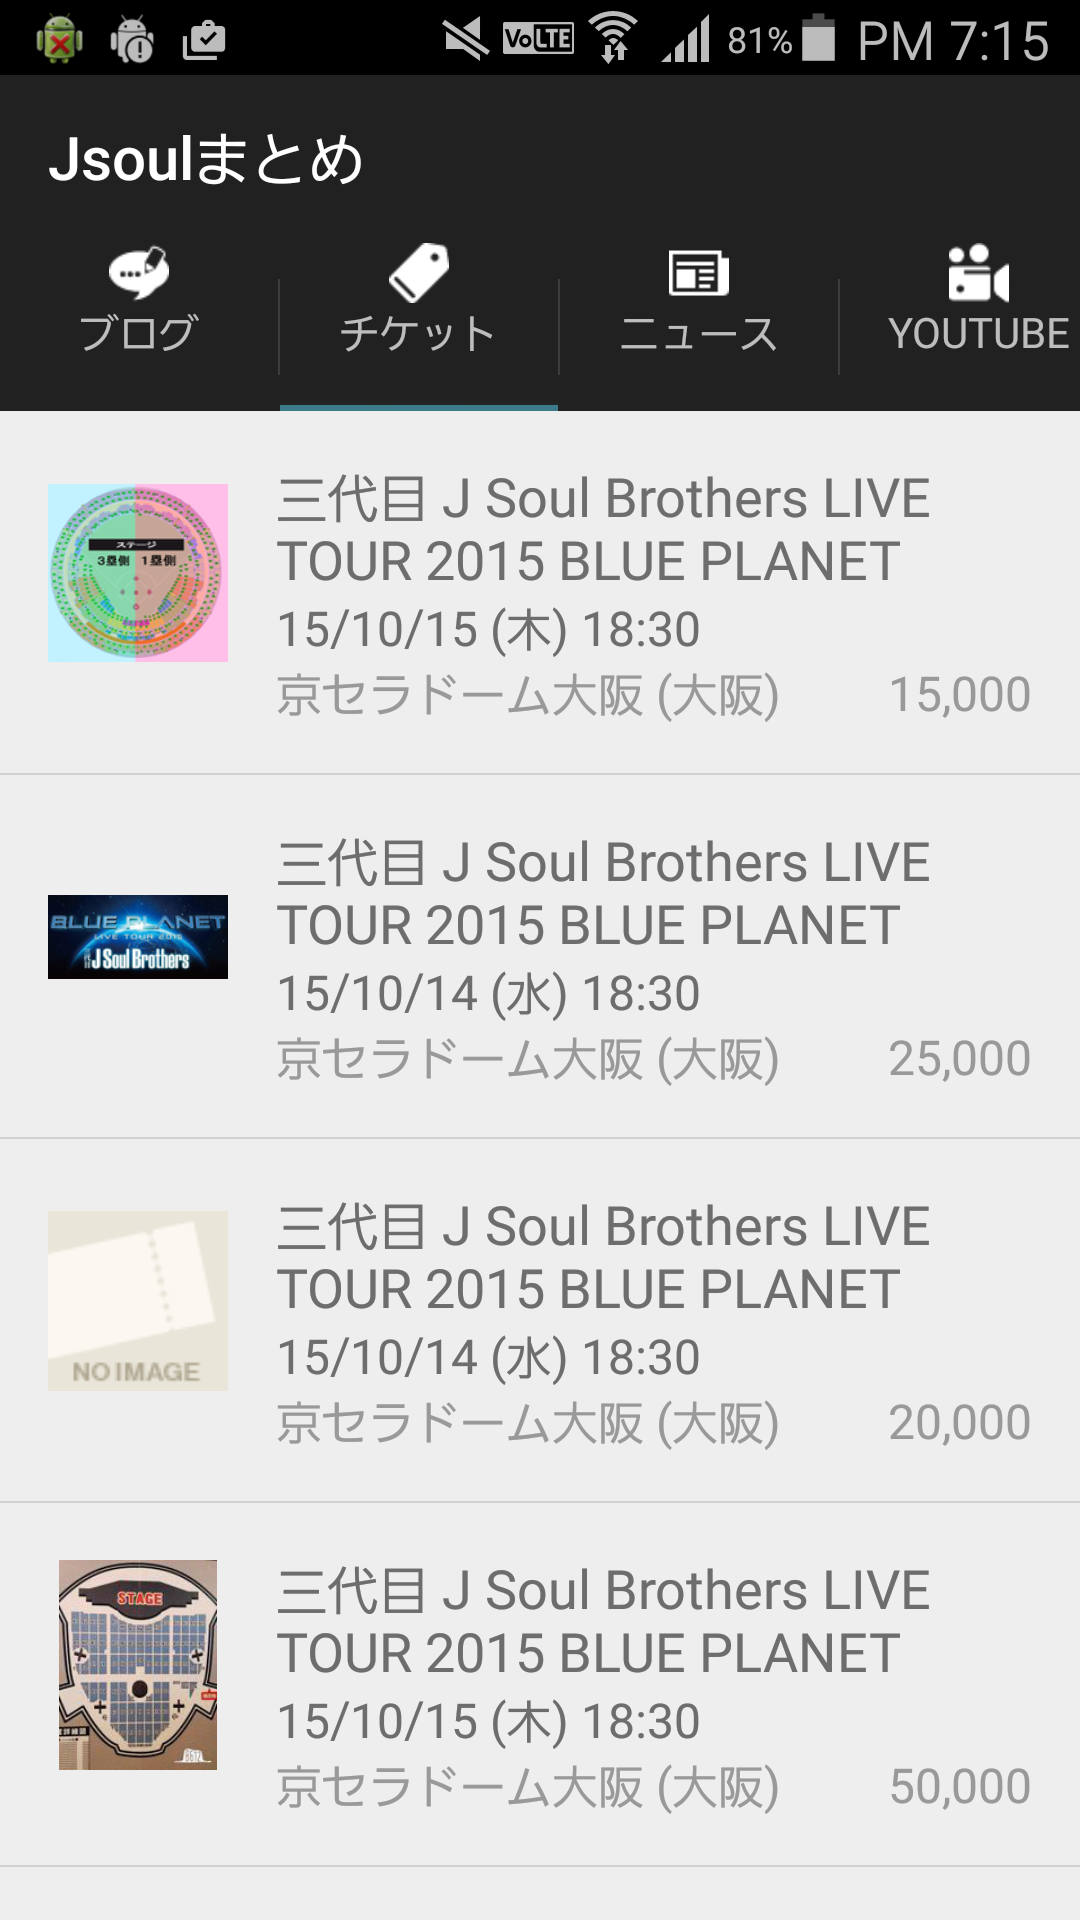 VoLTE 81% PM 7:15
Jsoulまとめ
ブログ チケット ニュース YOUTUBE
ステージ
3塁側 1塁側
三代目 J Soul Brothers LIVE
TOUR 2015 BLUE PLANET
15/10/15 (木) 18:30
京セラドーム大阪 (大阪) 15,000
BLUE PLANET
LIVE TOUR 2015
J Soul Brothers
三代目 J Soul Brothers LIVE
TOUR 2015 BLUE PLANET
15/10/14 (水) 18:30
京セラドーム大阪 (大阪) 25,000
NO IMAGE
三代目 J Soul Brothers LIVE
TOUR 2015 BLUE PLANET
15/10/14 (水) 18:30
京セラドーム大阪 (大阪) 20,000
STAGE
三代目 J Soul Brothers LIVE
TOUR 2015 BLUE PLANET
15/10/15 (木) 18:30
京セラドーム大阪 (大阪) 50,000